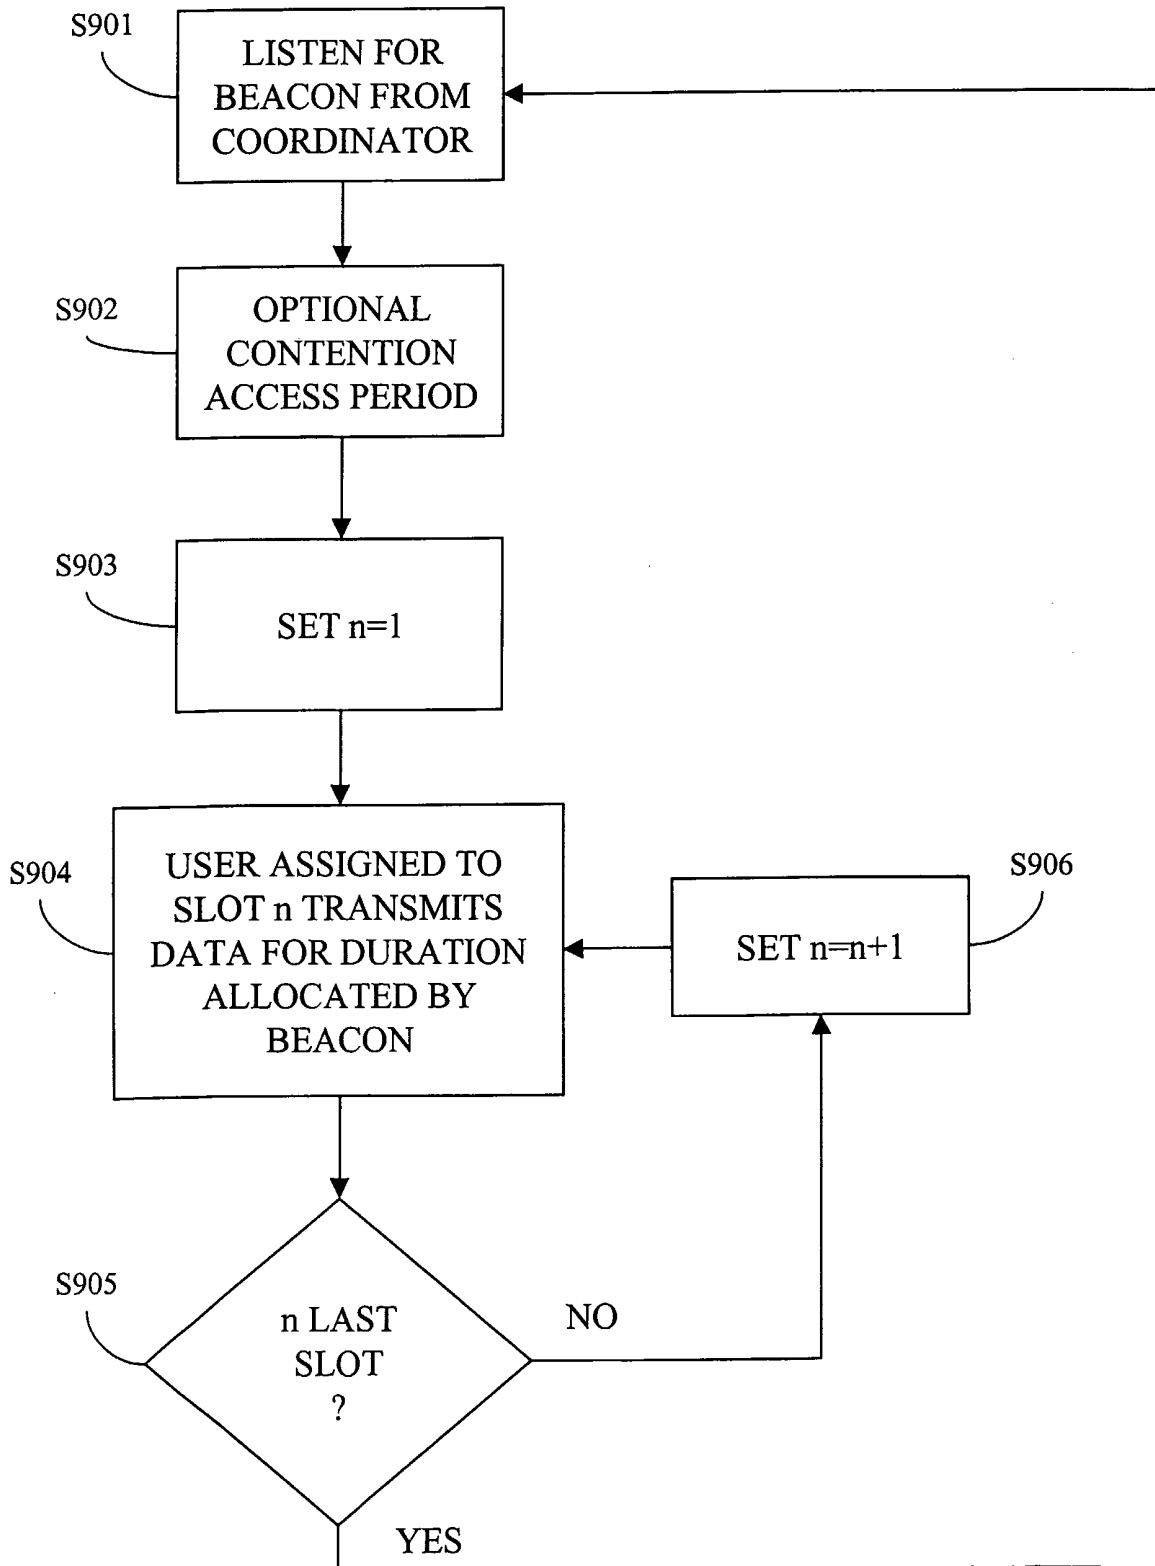 S901
LISTEN FOR
BEACON FROM
COORDINATOR
S902
OPTIONAL
CONTENTION
ACCESS PERIOD
S903
SET n=1
S904
USER ASSIGNED TO
SLOT n TRANSMITS
DATA FOR DURATION
ALLOCATED BY
BEACON
S906
SET n=n+1
S905
n LAST
SLOT
?
NO
YES